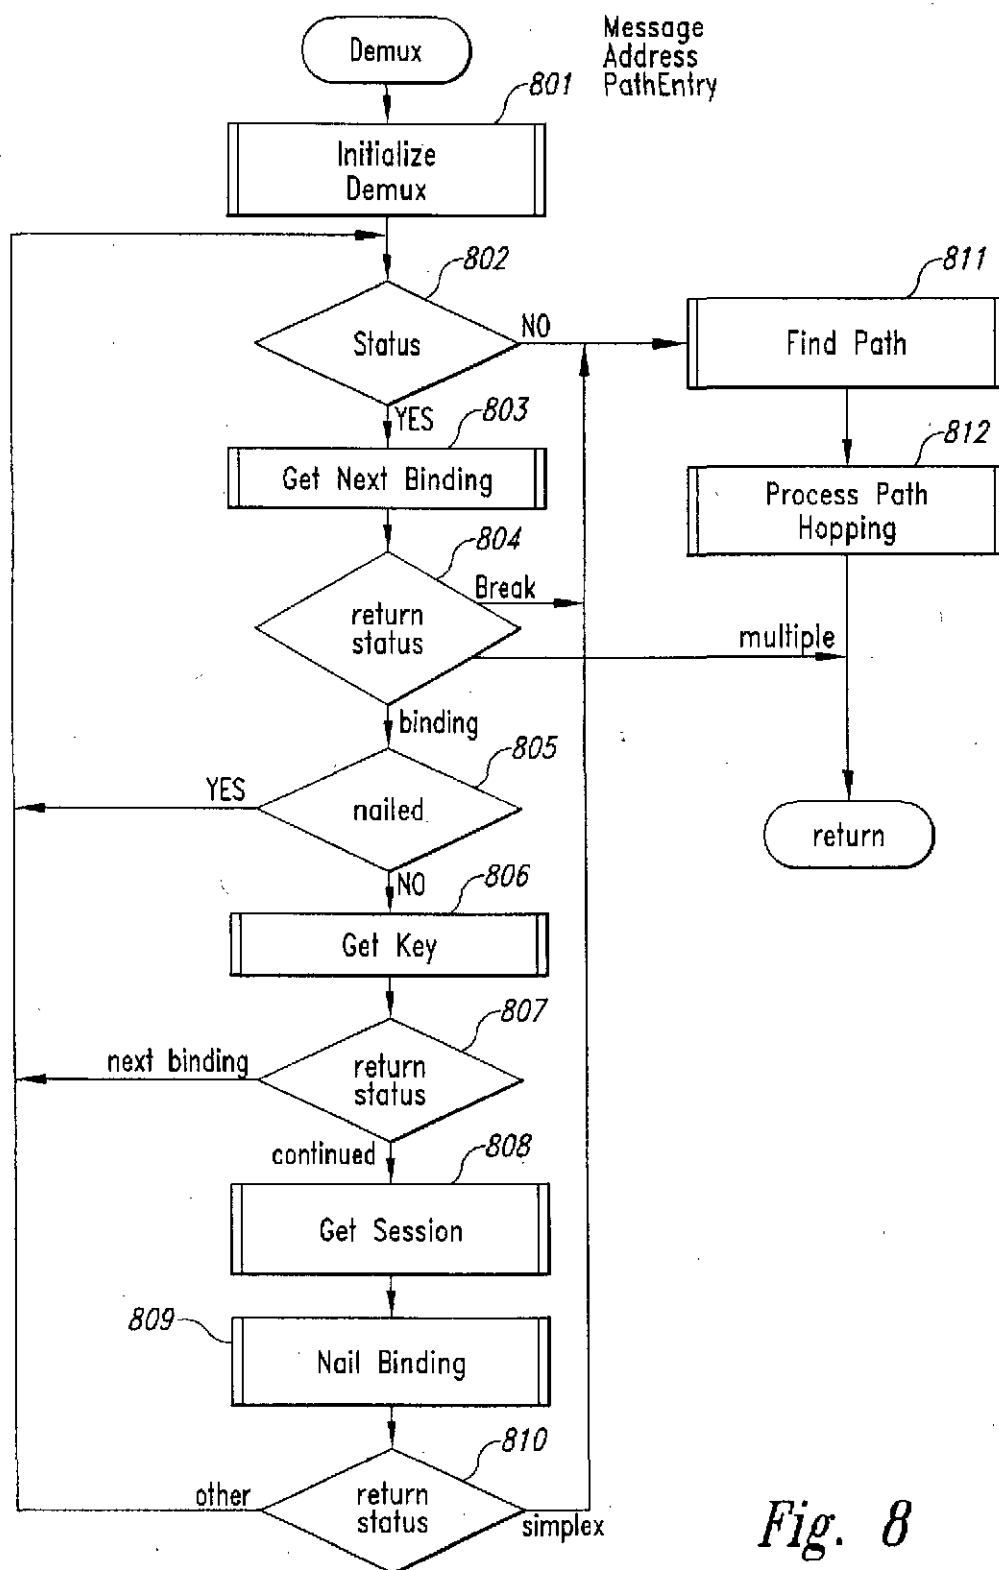 Demux
Message
Address
PathEntry
801
Initialize
Demux
802
Status
NO
YES
811
Find Path
803
Get Next Binding
812
Process Path
Hopping
804
return
status
Break
multiple
binding
805
nailed
YES
NO
return
806
Get Key
807
return
status
next binding
continued
808
Get Session
809
Nail Binding
810
return
status
other
simplex
Fig. 8